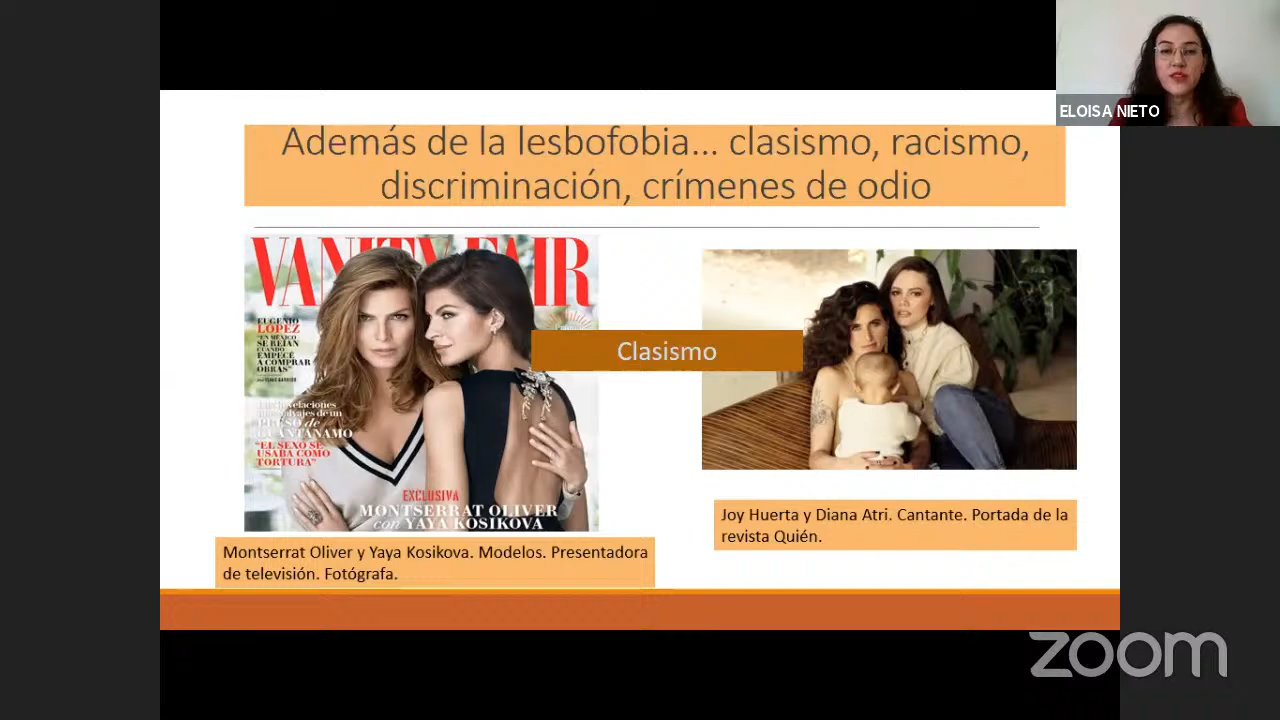 ELOISA NIETO
Además de la lesbofobia... clasismo, racismo,
discriminación, crímenes de odio
VANITY FAIR
EUGENIO
LÓPEZ
"EN MÉXICO
SE REÍAN
CUANDO
EMPECÉ
A COMPRAR
OBRAS"
PRESO de
GUANTÁNAMO
"EL SEXO SE
USABA COMO
TORTURA"
EXCLUSIVA
MONTSERRAT OLIVER
con YAYA KOSIKOVA
Clasismo
Montserrat Oliver y Yaya Kosikova. Modelos. Presentadora
de televisión. Fotógrafa.
Joy Huerta y Diana Atri. Cantante. Portada de la
revista Quién.
zoom